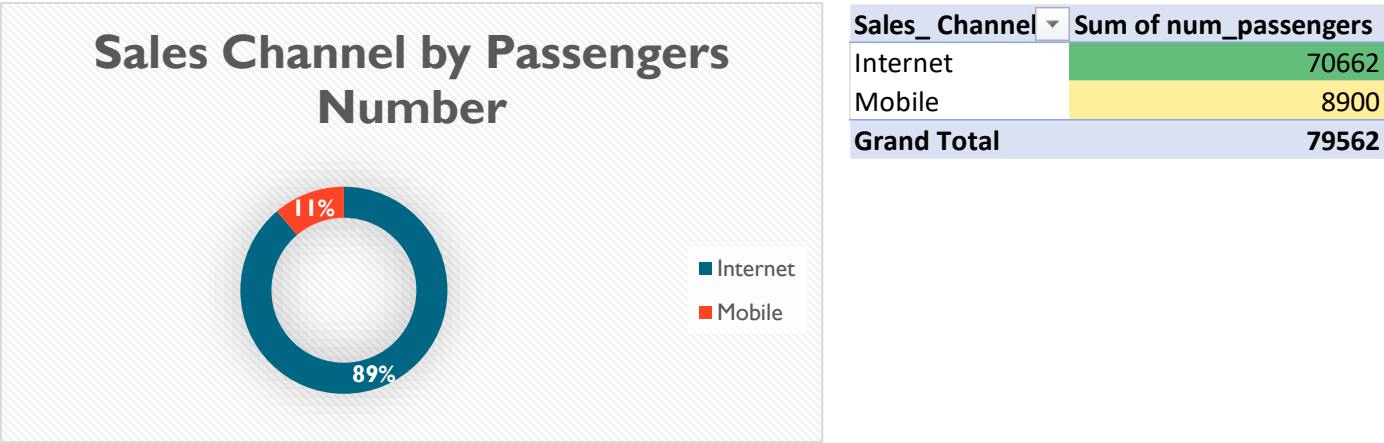 Sales Channel by Passengers
Number
11%
89%
Internet
Mobile
Sales_ Channel Sum of num_passengers
Internet 70662
Mobile 8900
Grand Total 79562